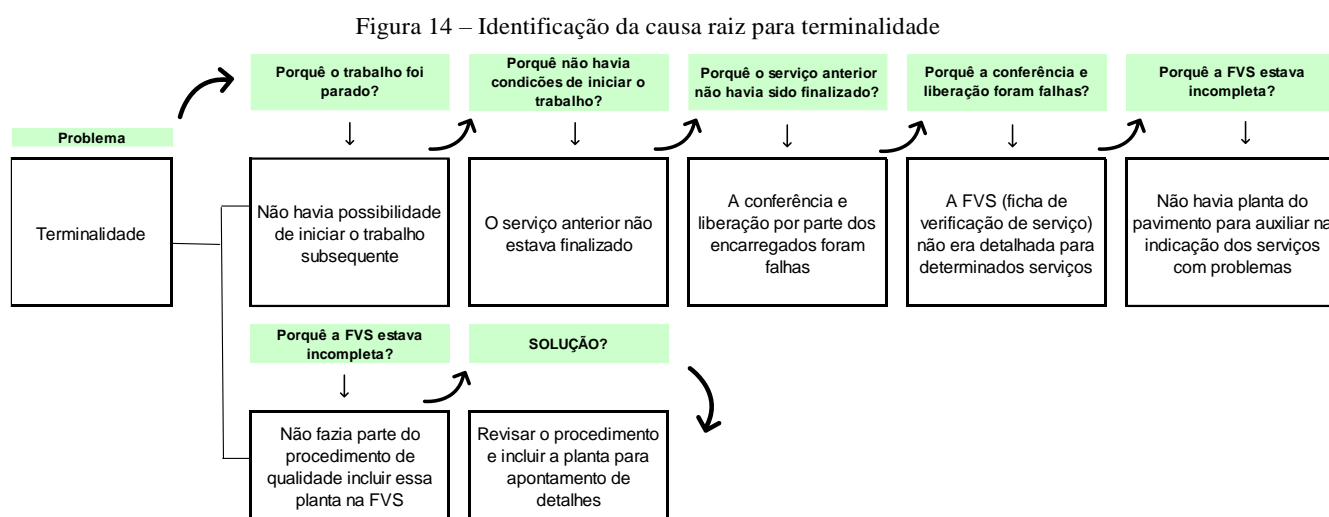 Figura 14 – Identificação da causa raiz para terminalidade
Problema
Terminalidade
Porquê o trabalho foi
parado?
Não havia possibilidade
de iniciar o trabalho
subsequente
Porquê não havia
condições de iniciar o
trabalho?
O serviço anterior não
estava finalizado
Porquê o serviço anterior
não havia sido finalizado?
A conferência e
liberação por parte dos
encarregados foram
falhas
Porquê a conferência e
liberação foram falhas?
A FVS (ficha de
verificação de serviço)
não era detalhada para
determinados serviços
Porquê a FVS estava
incompleta?
Não havia planta do
pavimento para auxiliar na
indicação dos serviços
com problemas
Porquê a FVS estava
incompleta?
Não fazia parte do
procedimento de
qualidade incluir essa
planta na FVS
SOLUÇÃO?
Revisar o procedimento
e incluir a planta para
apontamento de
detalhes